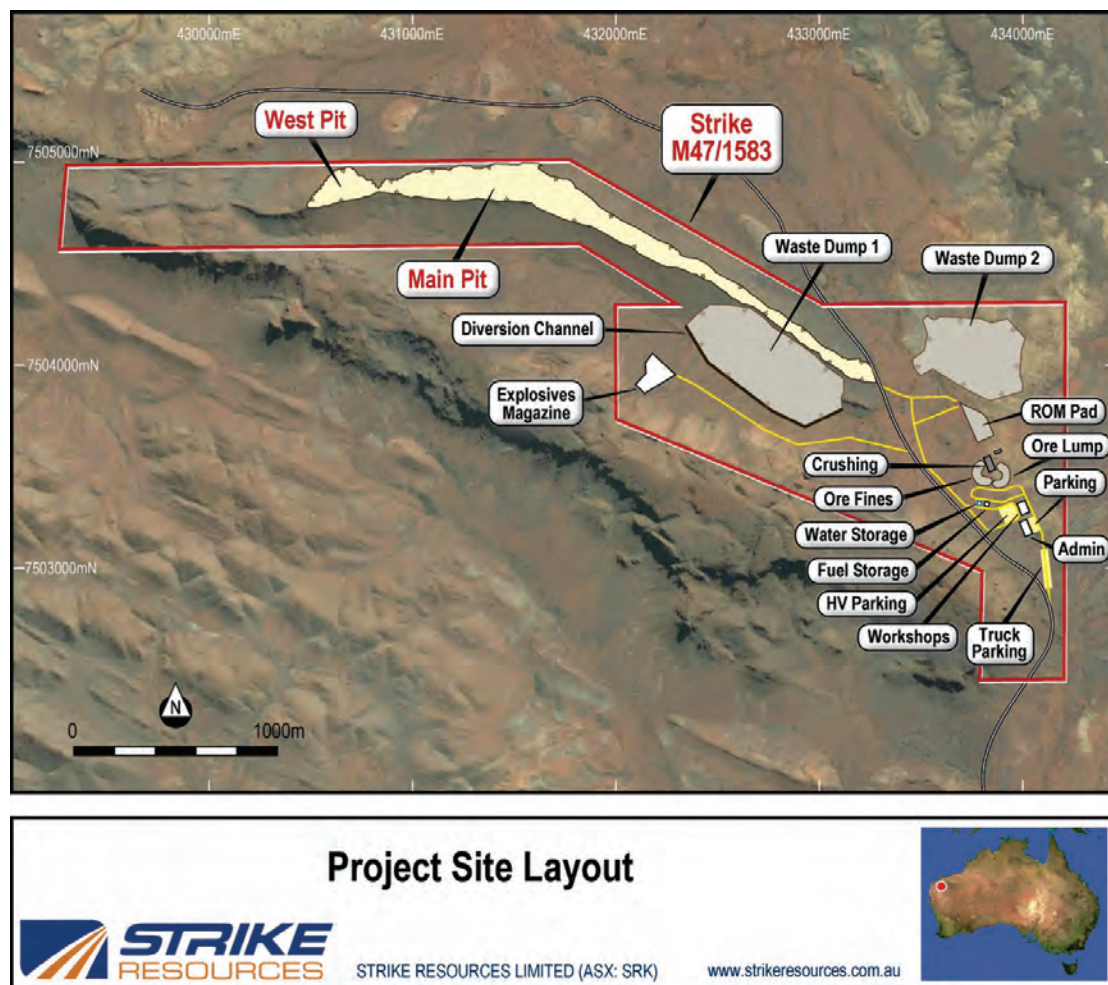 430000mE
431000mE
432000mE
433000mE
434000mE
West Pit
Strike
M47/1583
7505000mN
Main Pit
Waste Dump 1
Waste Dump 2
Diversion Channel
7504000mN
Explosives
Magazine
ROM Pad
Ore Lump
Crushing
Parking
Ore Fines
Water Storage
Admin
7503000mN
Fuel Storage
HV Parking
Workshops
Truck
Parking
N
0
1000m
Project Site Layout
STRIKE
RESOURCES
STRIKE RESOURCES LIMITED (ASX: SRK)
www.strikeresources.com.au